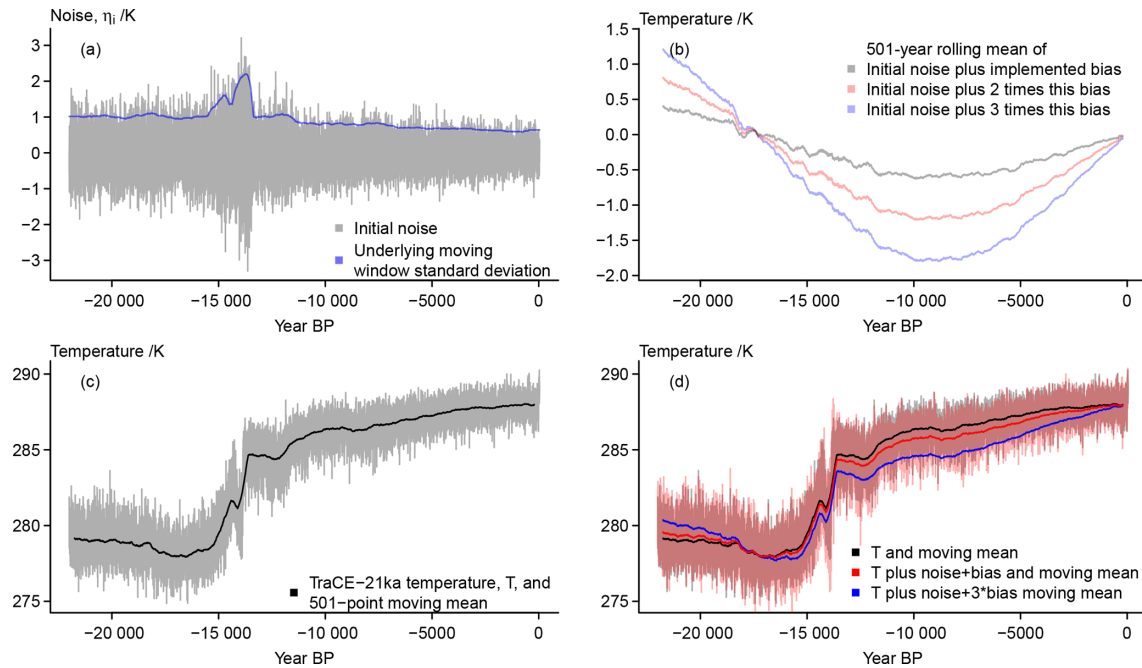 Noise, ηi /K
(a)
3
2
1
0
−1
−2
−3
Initial noise
Underlying moving
window standard deviation
−20 000
−15 000
−10 000
−5000
0
Year BP
Temperature /K
(b)
1.5
1.0
0.5
0.0
−0.5
−1.0
−1.5
−2.0
501-year rolling mean of
Initial noise plus implemented bias
Initial noise plus 2 times this bias
Initial noise plus 3 times this bias
−20 000
−15 000
−10 000
−5000
0
Year BP
Temperature /K
(c)
290
285
280
275
TraCE−21ka temperature, T, and
501−point moving mean
−20 000
−15 000
−10 000
−5000
0
Year BP
Temperature /K
(d)
290
285
280
275
T and moving mean
T plus noise+bias and moving mean
T plus noise+3*bias moving mean
−20 000
−15 000
−10 000
−5000
0
Year BP